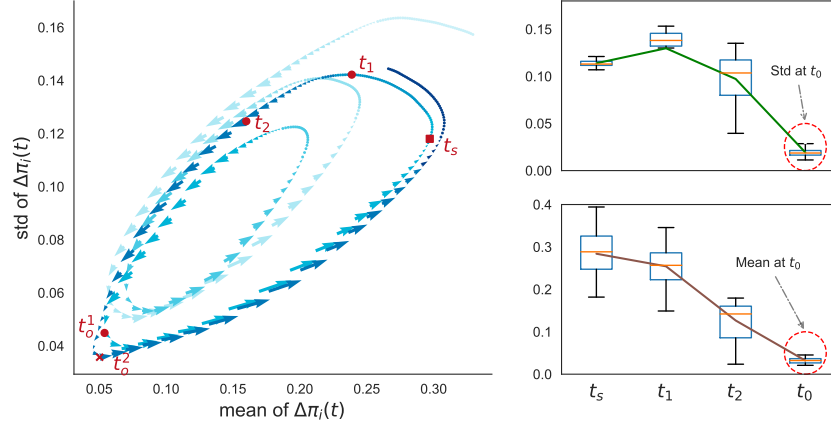 0.16
0.14
0.12
0.10
0.08
0.06
0.04
std of Δπᵢ(t)
0.05
0.10
0.15
0.20
0.25
0.30
mean of Δπᵢ(t)
t₁
t₂
tₛ
tₒ¹
tₒ²
0.15
0.10
0.05
0.00
Std at t₀
0.4
0.3
0.2
0.1
0.0
Mean at t₀
tₛ
t₁
t₂
t₀